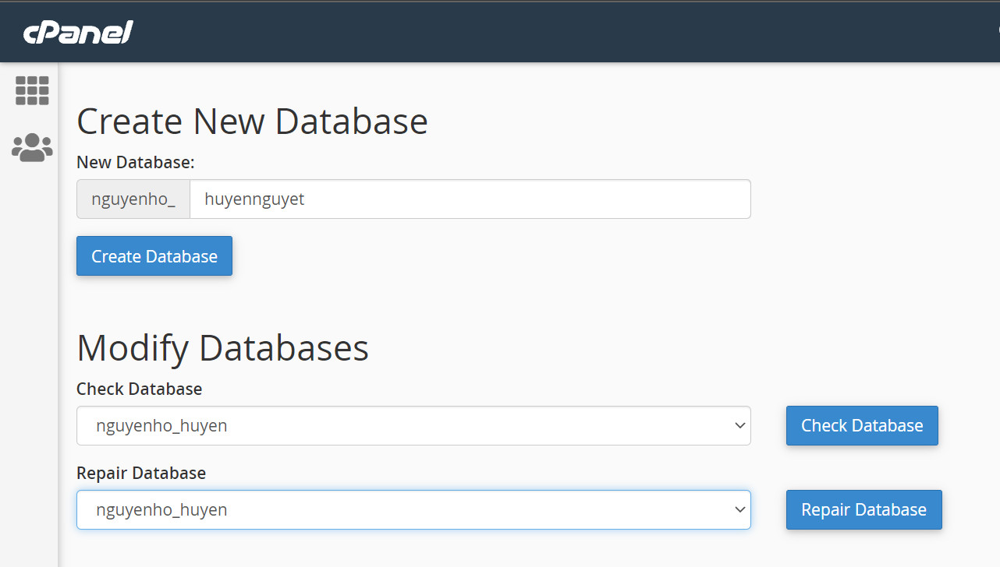 cPanel
Create New Database
New Database:
nguyenho_ huyennguyet
Create Database
Modify Databases
Check Database
nguyenho_huyen
Check Database
Repair Database
nguyenho_huyen
Repair Database